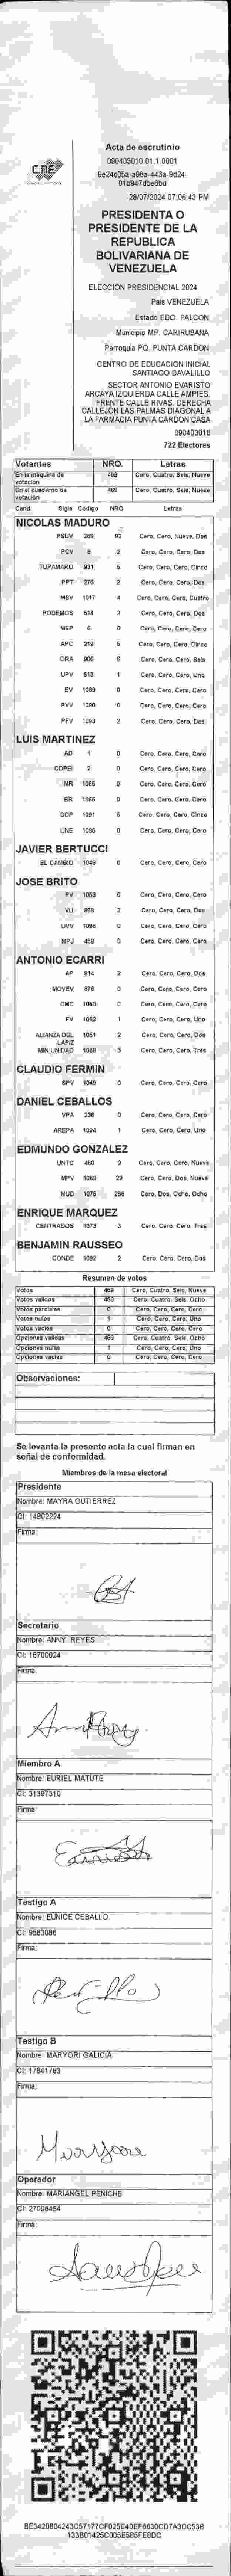 CNE
Acta de escrutinio
090403010.01.1.0001
28/07/2024 07:06:43 PM
PRESIDENTA O
PRESIDENTE DE LA
REPUBLICA
BOLIVARIANA DE
VENEZUELA
ELECCIÓN PRESIDENCIAL 2024
Pais VENEZUELA
Estado EDO. FALCON
Municipio MP. CARIRUBANA
Parroquia PQ. PUNTA CARDON
CENTRO DE EDUCACION INICIAL
SANTIAGO DAVALILLO
SECTOR ANTONIO EVARISTO
ARCAYA IZQUIERDA CALLE AMPIES.
FRENTE CALLE RIVAS. DERECHA
CALLEJÓN LAS PALMAS DIAGONAL A
LA FARMACIA PUNTA CARDON CASA
090403010
722 Electores
Votantes NRO. Letras
En la máquina de votación 469 Cero, Cuatro, Seis, Nueve
En el cuaderno de votación 469 Cero, Cuatro, Seis, Nueve
Cand. Sigla Código NRO. Letras
NICOLAS MADURO
PSUV 269 92 Cero, Cero, Nueve, Dos
PCV 8 2 Cero, Cero, Cero, Dos
TUPAMARO 931 5 Cero, Cero, Cero, Cinco
PPT 276 2 Cero, Cero, Cero, Dos
MSV 1017 4 Cero, Cero, Cero, Cuatro
PODEMOS 614 2 Cero, Cero, Cero, Dos
MEP 6 0 Cero, Cero, Cero, Cero
APC 219 5 Cero, Cero, Cero, Cinco
ORA 906 6 Cero, Cero, Cero, Seis
UPV 513 1 Cero, Cero, Cero, Uno
EV 1089 0 Cero, Cero, Cero, Cero
PVV 1090 0 Cero, Cero, Cero, Cero
PFV 1093 2 Cero, Cero, Cero, Dos
LUIS MARTINEZ
AD 1 0 Cero, Cero, Cero, Cero
COPEI 2 0 Cero, Cero, Cero, Cero
MR 1066 0 Cero, Cero, Cero, Cero
BR 0 Cero, Cero, Cero, Cero
DDP 1091 5 Cero, Cero, Cero, Cinco
UNE 1095 0 Cero, Cero, Cero, Cero
JAVIER BERTUCCI
EL CAMBIO 1048 0 Cero, Cero, Cero, Cero
JOSE BRITO
PV 1053 0 Cero, Cero, Cero, Cero
VU 968 2 Cero, Cero, Cero, Dos
UVV 1096 0 Cero, Cero, Cero, Cero
MPJ 458 0 Cero, Cero, Cero, Cero
ANTONIO ECARRI
AP 914 2 Cero, Cero, Cero, Dos
MOVEV 978 0 Cero, Cero, Cero, Cero
CMC 1050 0 Cero, Cero, Cero, Cero
FV 1062 1 Cero, Cero, Cero, Uno
ALIANZA DEL LAPIZ 1051 2 Cero, Cero, Cero, Dos
MIN UNIDAD 1060 3 Cero, Cero, Cero, Tres
CLAUDIO FERMIN
SPV 1049 0 Cero, Cero, Cero, Cero
DANIEL CEBALLOS
VPA 238 0 Cero, Cero, Cero, Cero
AREPA 1094 1 Cero, Cero, Cero, Uno
EDMUNDO GONZALEZ
UNTC 460 9 Cero, Cero, Cero, Nueve
MPV 1069 29 Cero, Cero, Dos, Nueve
MUD 1075 288 Cero, Dos, Ocho, Ocho
ENRIQUE MARQUEZ
CENTRADOS 1073 3 Cero, Cero, Cero, Tres
BENJAMIN RAUSSEO
CONDE 1092 2 Cero, Cero, Cero, Dos
Resumen de votos
Votos 469 Cero, Cuatro, Seis, Nueve
Votos válidos 468 Cero, Cuatro, Seis, Ocho
Votos parciales 0 Cero, Cero, Cero, Cero
Votos nulos 1 Cero, Cero, Cero, Uno
Votos vacíos 0 Cero, Cero, Cero, Cero
Opciones válidas 468 Cero, Cuatro, Seis, Ocho
Opciones nulas 1 Cero, Cero, Cero, Uno
Opciones vacías 0 Cero, Cero, Cero, Cero
Observaciones:
Se levanta la presente acta la cual firman en
señal de conformidad.
Miembros de la mesa electoral
Presidente
Nombre: MAYRA GUTIERREZ
CI: 14802224
Firma:
Secretario
Nombre: ANNY REYES
CI: 18700024
Firma:
Miembro A
Nombre: EURIEL MATUTE
CI: 31397310
Firma:
Testigo A
Nombre: EUNICE CEBALLO
CI: 9583086
Firma:
Testigo B
Nombre: MARYORI GALICIA
CI: 17841783
Firma:
Operador
Nombre: MARIANGEL PENICHE
CI: 27096454
Firma: